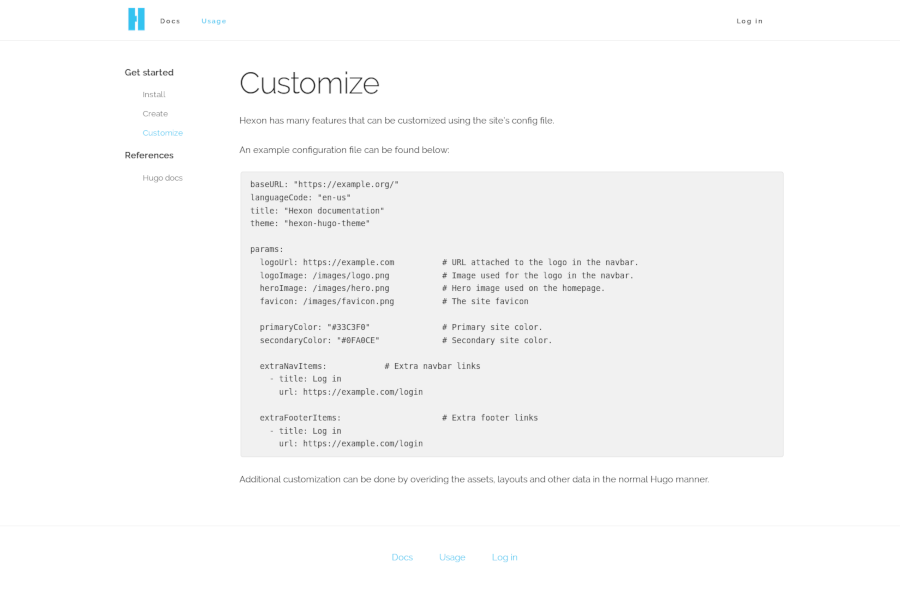 Docs
Usage
Log in
Get started
Install
Create
Customize
References
Hugo docs
Customize
Hexon has many features that can be customized using the site's config file.
An example configuration file can be found below:
baseURL: "https://example.org/"
languageCode: "en-us"
title: "Hexon documentation"
theme: "hexon-hugo-theme"
params:
logoUrl: https://example.com # URL attached to the logo in the navbar.
logoImage: /images/logo.png # Image used for the logo in the navbar.
heroImage: /images/hero.png # Hero image used on the homepage.
favicon: /images/favicon.png # The site favicon
primaryColor: "#33C3F0" # Primary site color.
secondaryColor: "#0FA0CE" # Secondary site color.
extraNavItems: # Extra navbar links
- title: Log in
url: https://example.com/login
extraFooterItems: # Extra footer links
- title: Log in
url: https://example.com/login
Additional customization can be done by overiding the assets, layouts and other data in the normal Hugo manner.
Docs
Usage
Log in